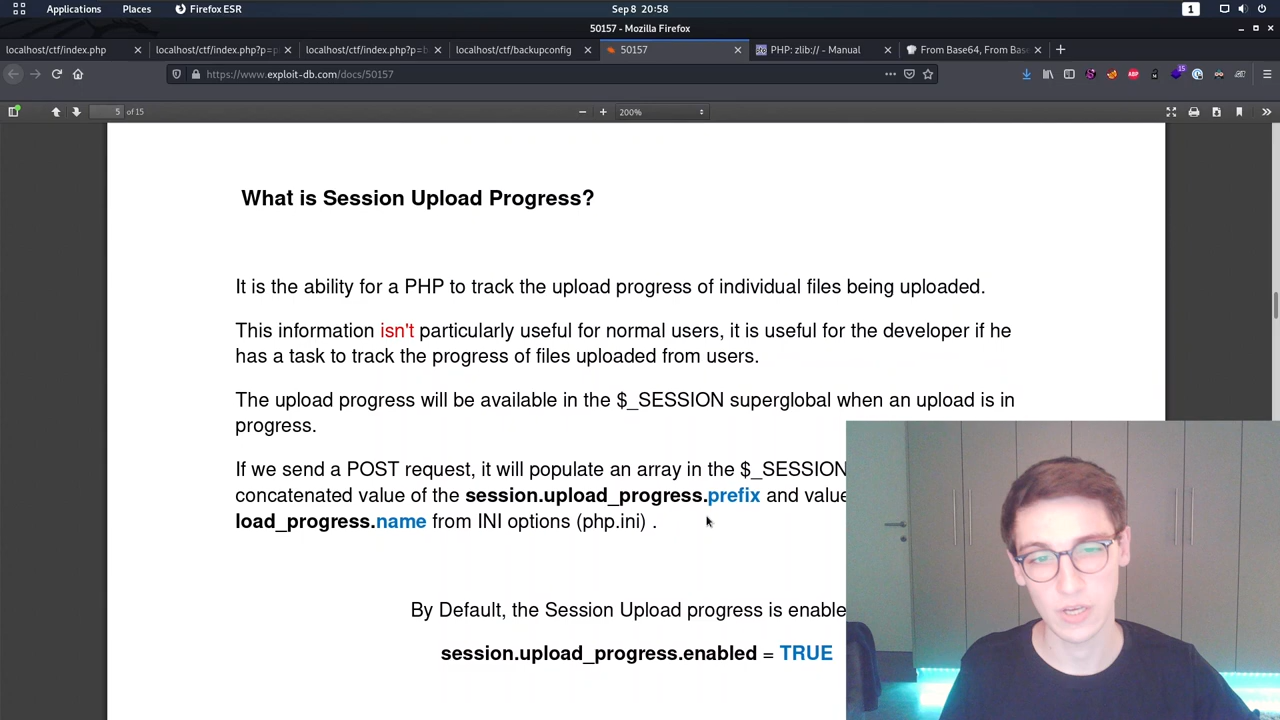 Applications Places Firefox ESR Sep 8 20:58 1
50157 - Mozilla Firefox
localhost/ctf/index.php localhost/ctf/index.php?p=p localhost/ctf/index.php?p=b localhost/ctf/backupconfig 50157 PHP: zlib:// - Manual From Base64, From Base
https://www.exploit-db.com/docs/50157 15 ABP
5 of 15 200%
What is Session Upload Progress?
It is the ability for a PHP to track the upload progress of individual files being uploaded.
This information isn't particularly useful for normal users, it is useful for the developer if he
has a task to track the progress of files uploaded from users.
The upload progress will be available in the $_SESSION superglobal when an upload is in
progress.
If we send a POST request, it will populate an array in the $_SESSION
concatenated value of the session.upload_progress.prefix and value
load_progress.name from INI options (php.ini) .
By Default, the Session Upload progress is enable
session.upload_progress.enabled = TRUE